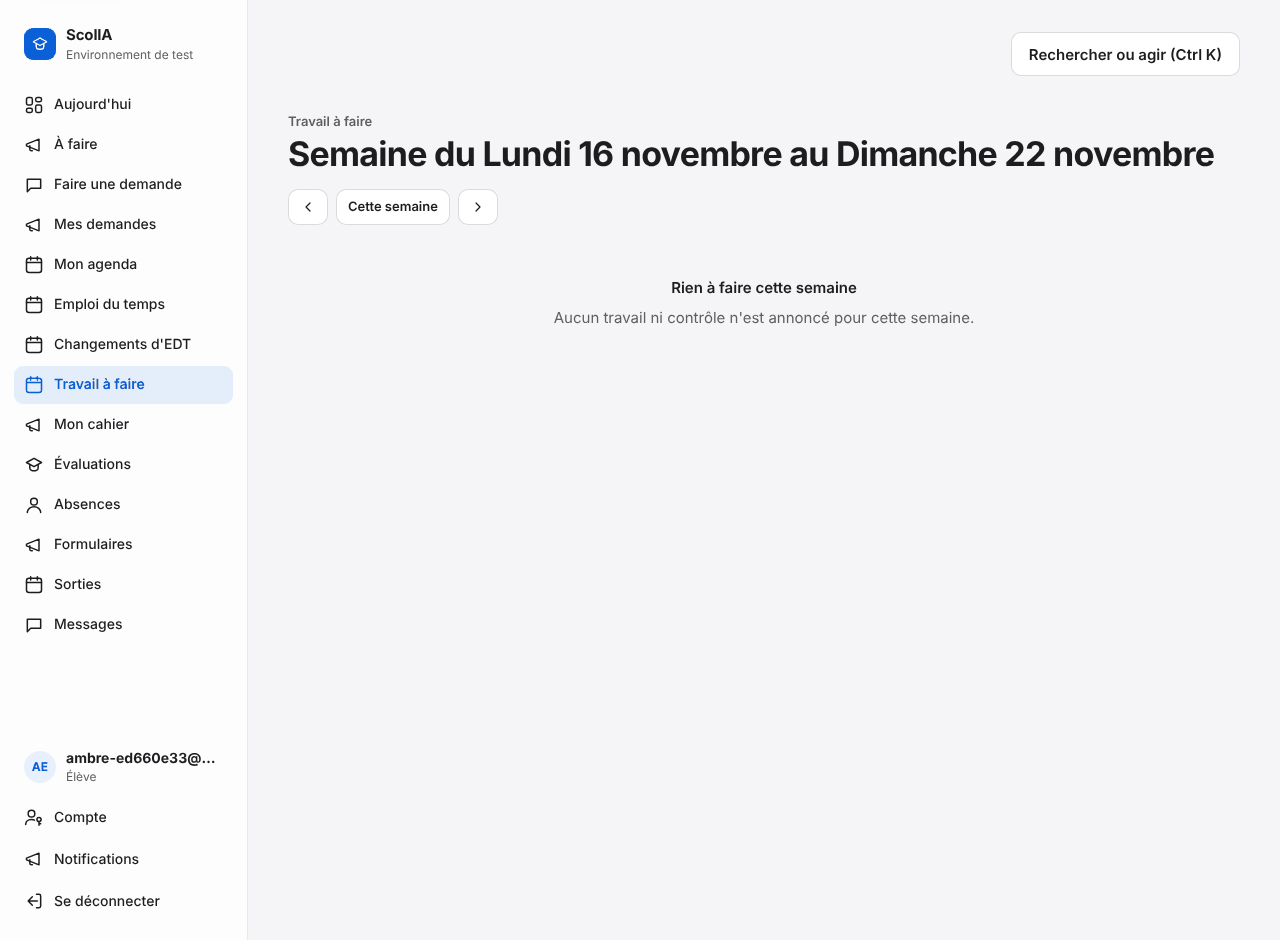 ScolIA
Environnement de test
Aujourd'hui
À faire
Faire une demande
Mes demandes
Mon agenda
Emploi du temps
Changements d'EDT
Travail à faire
Mon cahier
Évaluations
Absences
Formulaires
Sorties
Messages
AE
ambre-ed660e33@...
Élève
Compte
Notifications
Se déconnecter
Rechercher ou agir (Ctrl K)
Travail à faire
Semaine du Lundi 16 novembre au Dimanche 22 novembre
Cette semaine
Rien à faire cette semaine
Aucun travail ni contrôle n'est annoncé pour cette semaine.